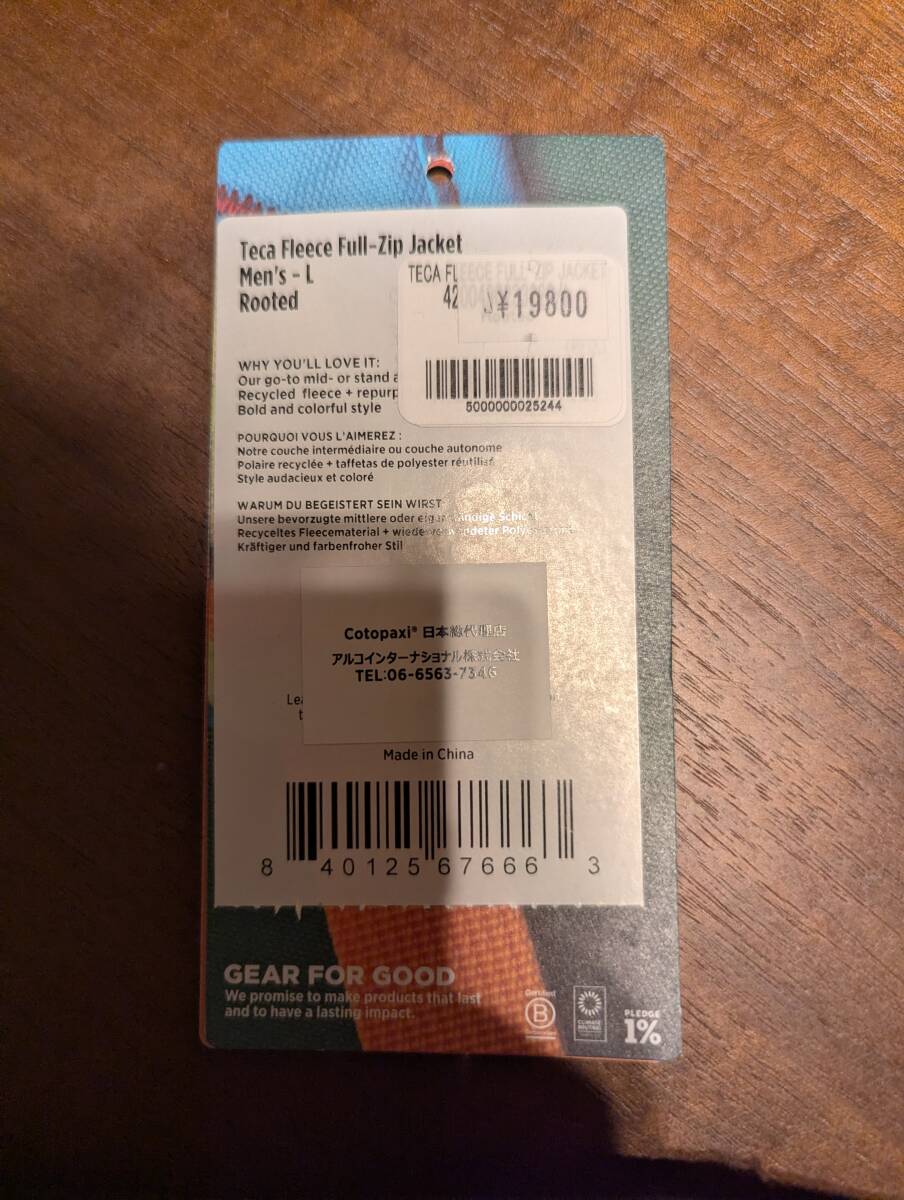 Teca Fleece Full-Zip Jacket
Men's - L
Rooted
TECA FLEECE FULL-ZIP JACKET
¥19800
5000000025244
WHY YOU'LL LOVE IT:
Our go-to mid- or stand
Recycled fleece +
Bold and colorful style
POURQUOI VOUS L'AIMEREZ :
Notre couche intermédiaire ou couche autonome
Polaire recyclée + taffetas de polyester réutilisé
Style audacieux et coloré
WARUM DU BEGEISTERT SEIN WIRST
Unsere bevorzugte mittlere oder eigenständige Schicht
Recyceltes Fleecematerial +
Kräftiger und farbenfroher Stil
Cotopaxi® 日本総代理店
アルコインターナショナル株式会社
TEL:06-6563-7346
Made in China
8 40125 67666 3
GEAR FOR GOOD
We promise to make products that last
and to have a lasting impact.
Certified
B
CLIMATE
NEUTRAL
PLEDGE
1%